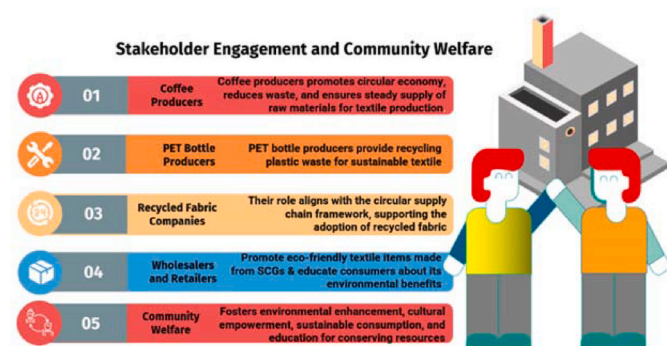 Stakeholder Engagement and Community Welfare
01
Coffee
Producers
Coffee producers promotes circular economy,
reduces waste, and ensures steady supply of
raw materials for textile production
02
PET Bottle
Producers
PET bottle producers provide recycling
plastic waste for sustainable textile
03
Recycled Fabric
Companies
Their role aligns with the circular supply
chain framework, supporting the
adoption of recycled fabric
04
Wholesalers
and Retailers
Promote eco-friendly textile items made
from SCGs & educate consumers about its
environmental benefits
05
Community
Welfare
Fosters environmental enhancement, cultural
empowerment, sustainable consumption, and
education for conserving resources